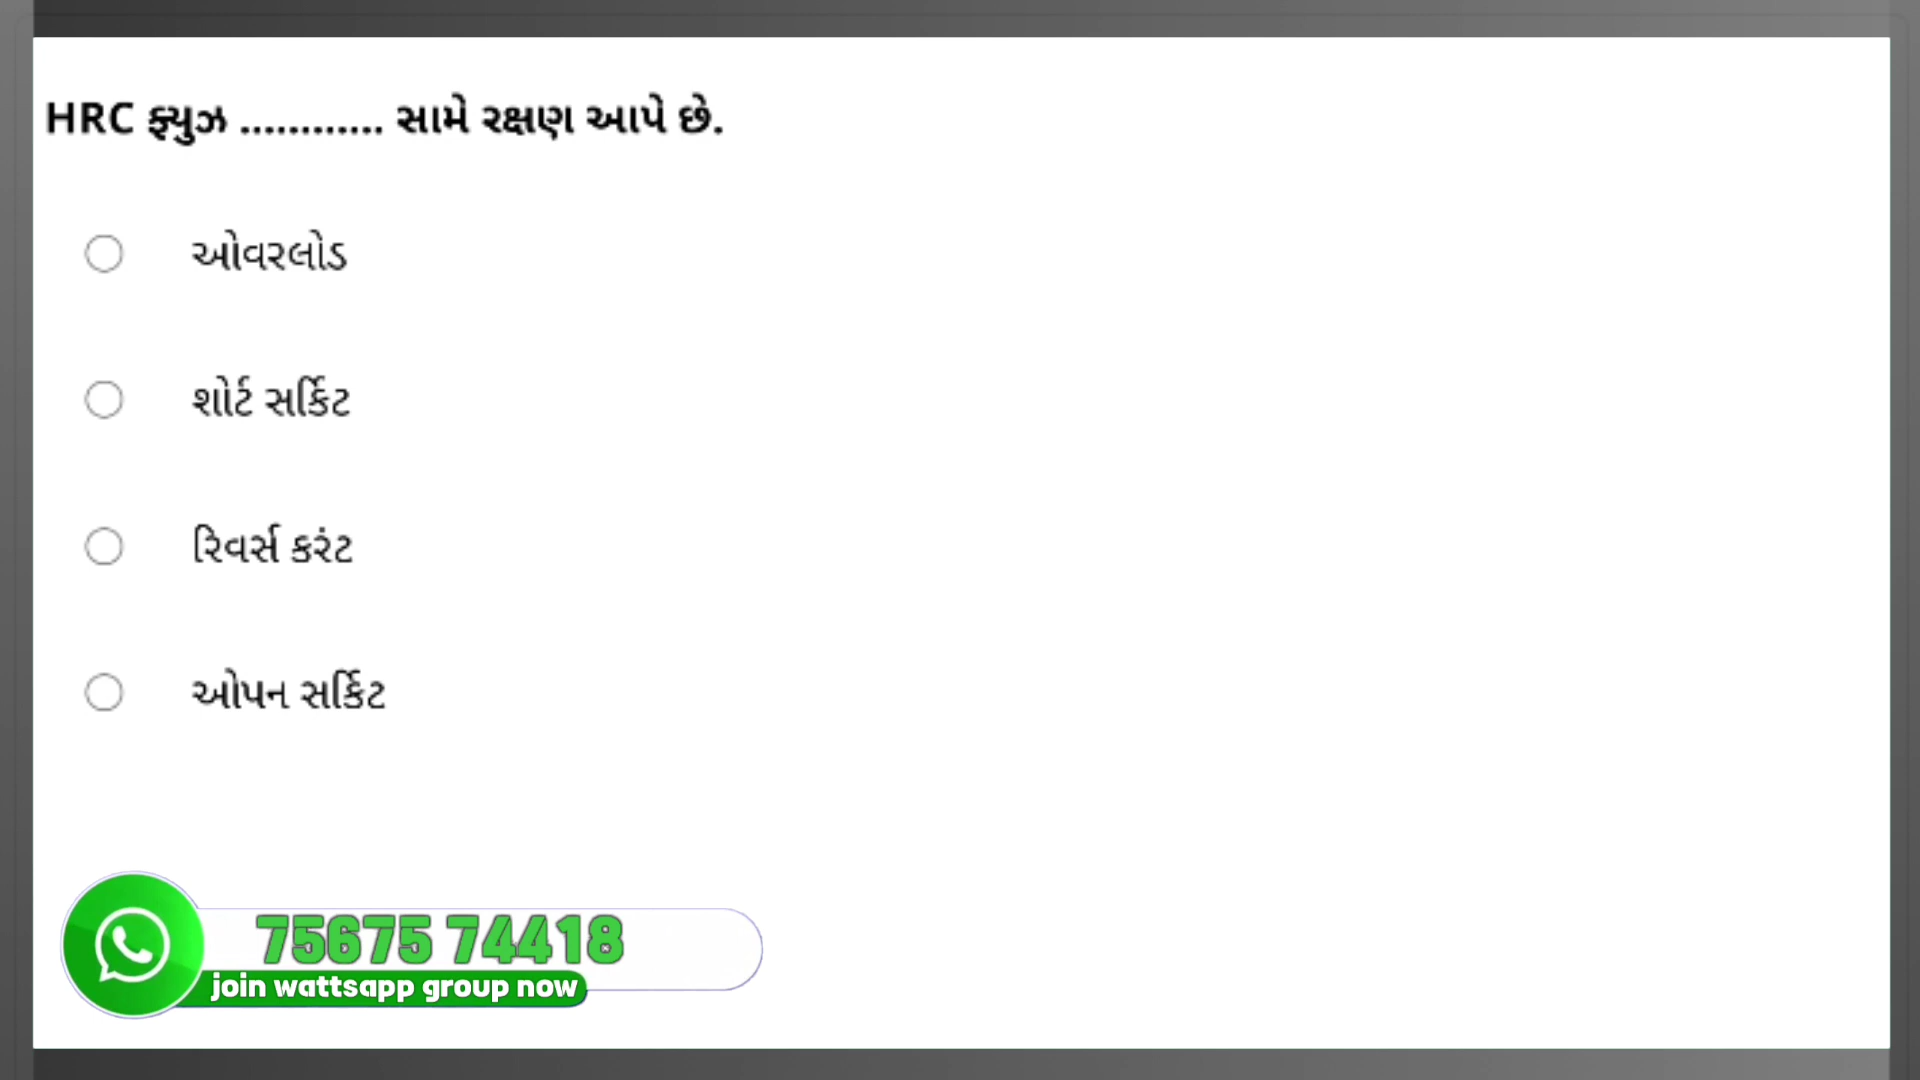 HRC ફ્યુઝ ............ સામે રક્ષણ આપે છે.
ઓવરલોડ
શોર્ટ સર્કિટ
રિવર્સ કરંટ
ઓપન સર્કિટ
75675 74418
join wattsapp group now